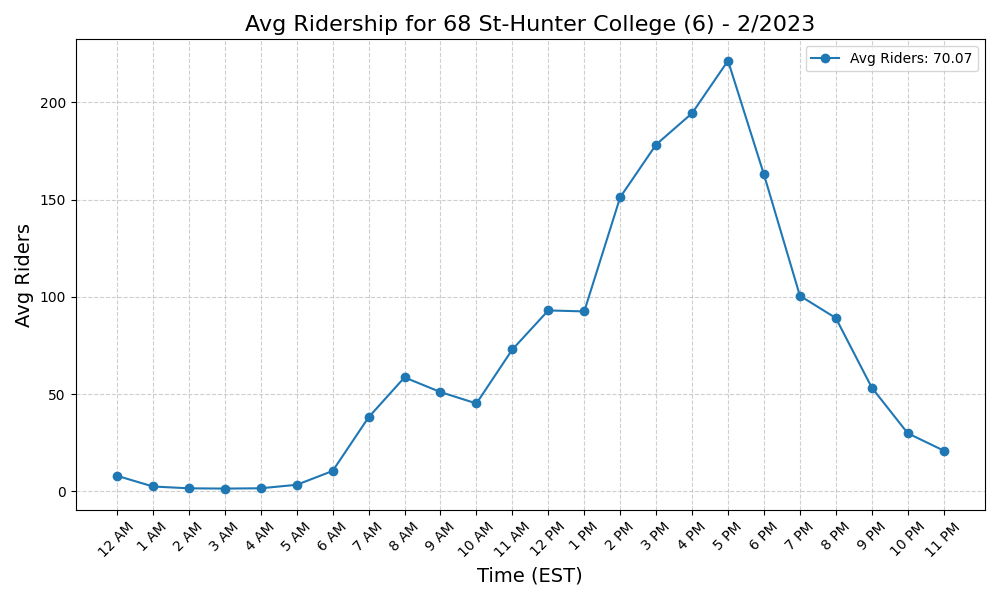 Avg Ridership for 68 St-Hunter College (6) - 2/2023
Avg Riders: 70.07
Avg Riders
200
150
100
50
0
12 AM
1 AM
2 AM
3 AM
4 AM
5 AM
6 AM
7 AM
8 AM
9 AM
10 AM
11 AM
12 PM
1 PM
2 PM
3 PM
4 PM
5 PM
6 PM
7 PM
8 PM
9 PM
10 PM
11 PM
Time (EST)